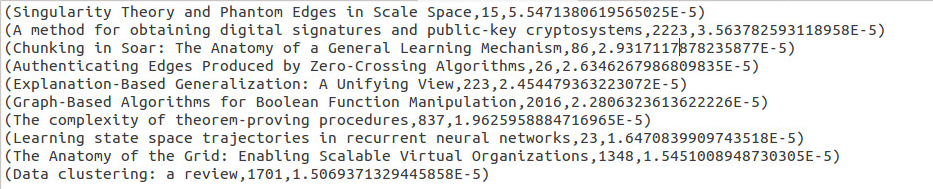 (Singularity Theory and Phantom Edges in Scale Space,15,5.5471380619565025E-5)
(A method for obtaining digital signatures and public-key cryptosystems,2223,3.563782593118958E-5)
(Chunking in Soar: The Anatomy of a General Learning Mechanism,86,2.9317117878235877E-5)
(Authenticating Edges Produced by Zero-Crossing Algorithms,26,2.6346267986809835E-5)
(Explanation-Based Generalization: A Unifying View,223,2.454479363223072E-5)
(Graph-Based Algorithms for Boolean Function Manipulation,2016,2.2806323613622226E-5)
(The complexity of theorem-proving procedures,837,1.9625958884716965E-5)
(Learning state space trajectories in recurrent neural networks,23,1.6470839909743518E-5)
(The Anatomy of the Grid: Enabling Scalable Virtual Organizations,1348,1.5451008948730305E-5)
(Data clustering: a review,1701,1.5069371329445858E-5)